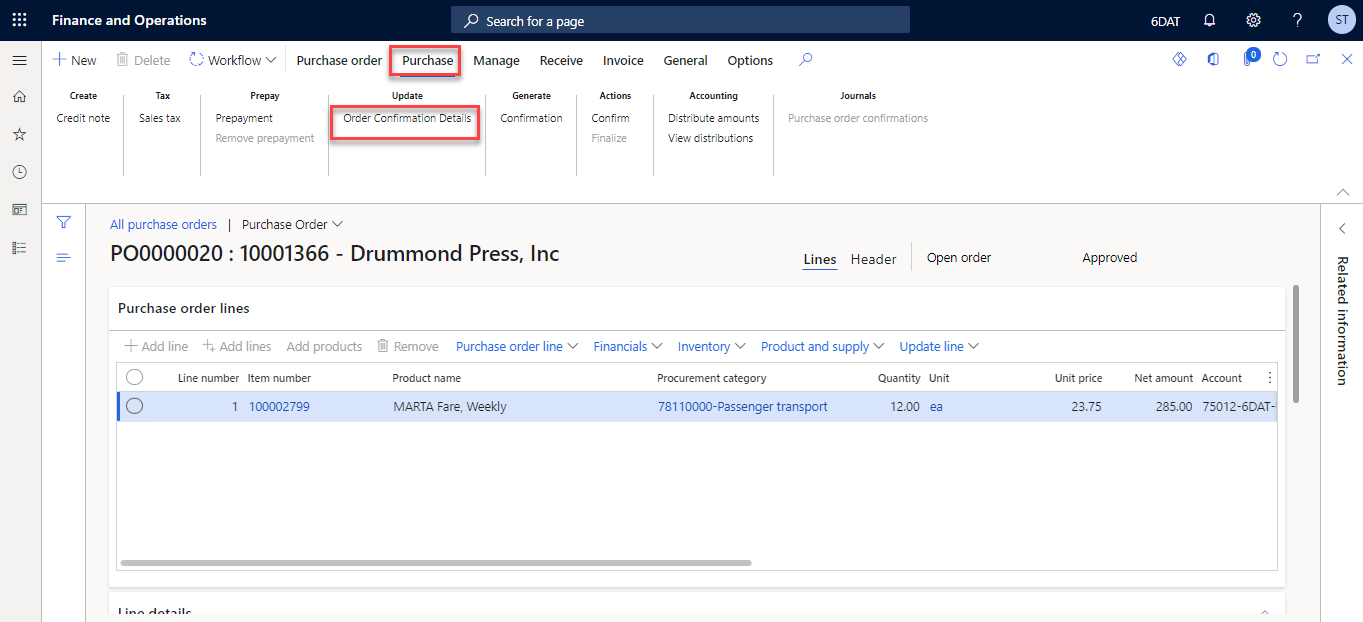 Finance and Operations
Search for a page
6DAT
?
ST
New
Delete
Workflow
Purchase order
Purchase
Manage
Receive
Invoice
General
Options
0
Create
Tax
Prepay
Update
Generate
Actions
Accounting
Journals
Credit note
Sales tax
Prepayment
Order Confirmation Details
Confirmation
Confirm
Distribute amounts
Purchase order confirmations
Remove prepayment
Finalize
View distributions
All purchase orders | Purchase Order
PO0000020 : 10001366 - Drummond Press, Inc
Lines
Header
Open order
Approved
Related information
Purchase order lines
Add line
Add lines
Add products
Remove
Purchase order line
Financials
Inventory
Product and supply
Update line
Line number Item number Product name Procurement category Quantity Unit Unit price Net amount Account
1 100002799 MARTA Fare, Weekly 78110000-Passenger transport 12.00 ea 23.75 285.00 75012-6DAT-
Line details